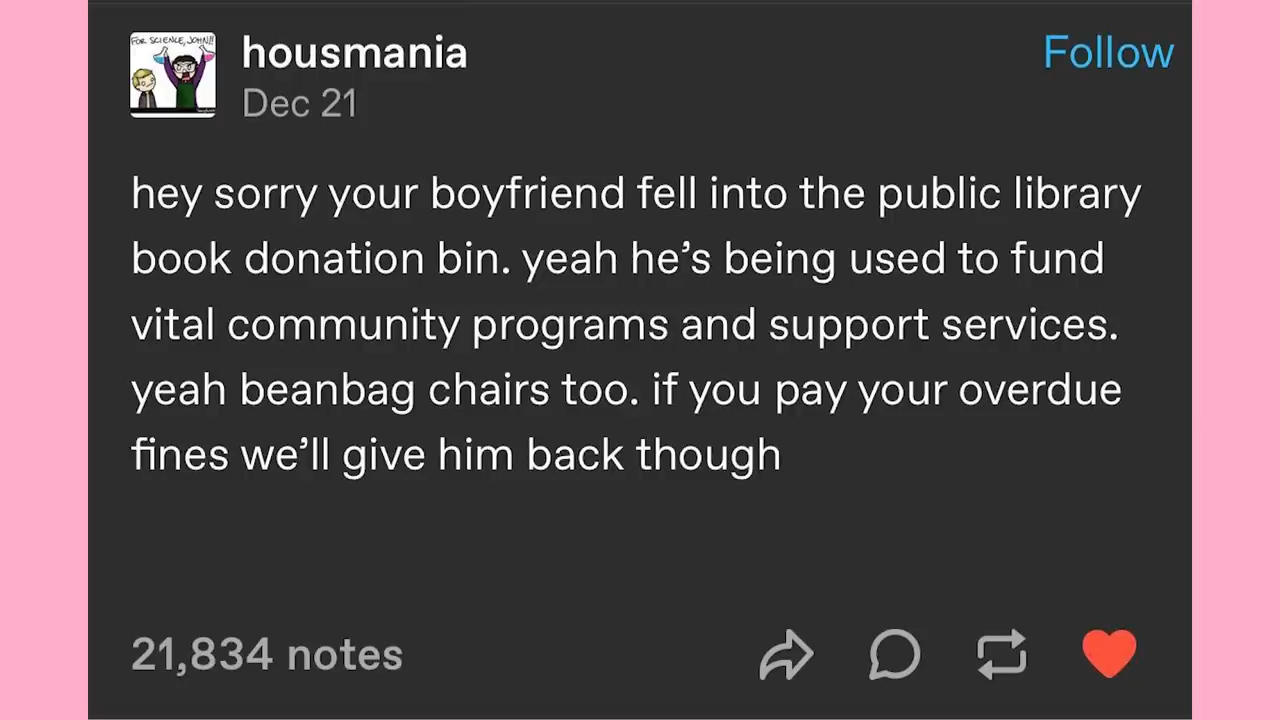 FOR SCIENCE, JOHN!!
housmania
Follow
Dec 21
hey sorry your boyfriend fell into the public library
book donation bin. yeah he’s being used to fund
vital community programs and support services.
yeah beanbag chairs too. if you pay your overdue
fines we’ll give him back though
21,834 notes